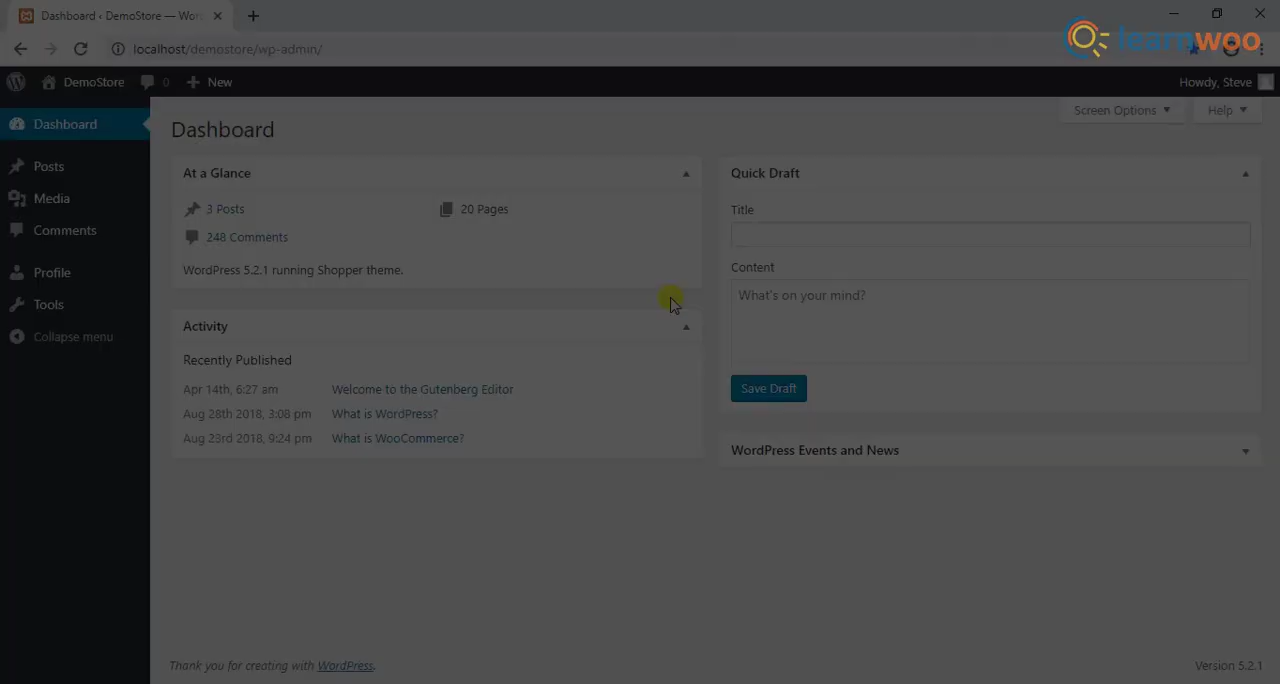 Dashboard ‹ DemoStore — Wor
learnwoo
localhost/demostore/wp-admin/
DemoStore 0 New
Howdy, Steve
Dashboard
Posts
Media
Comments
Profile
Tools
Collapse menu
Screen Options
Help
Dashboard
At a Glance
3 Posts
20 Pages
248 Comments
WordPress 5.2.1 running Shopper theme.
Activity
Recently Published
Apr 14th, 6:27 am Welcome to the Gutenberg Editor
Aug 28th 2018, 3:08 pm What is WordPress?
Aug 23rd 2018, 9:24 pm What is WooCommerce?
Quick Draft
Title
Content
What's on your mind?
Save Draft
WordPress Events and News
Thank you for creating with WordPress.
Version 5.2.1